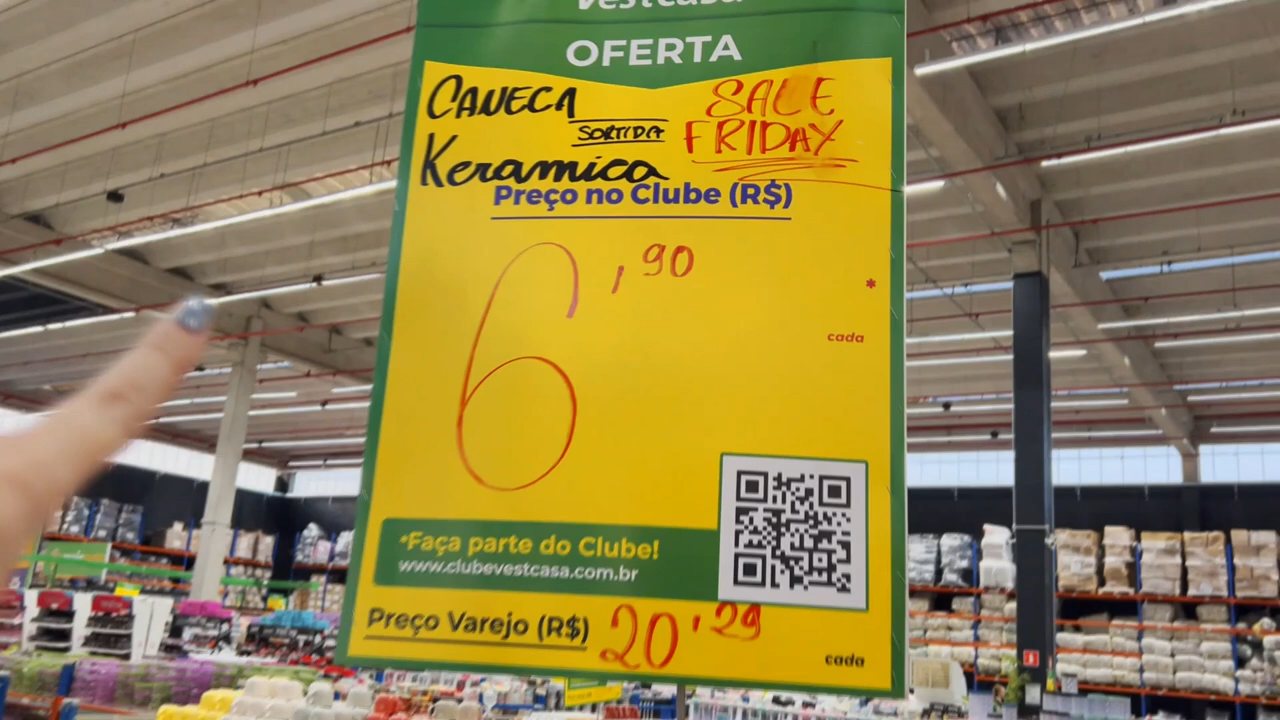 Vestcasa
OFERTA
CANECA
SORTIDA
Keramica
SALE
FRIDAY
Preço no Clube (R$)
6,90
*
cada
*Faça parte do Clube!
www.clubevestcasa.com.br
Preço Varejo (R$) 20,29
cada